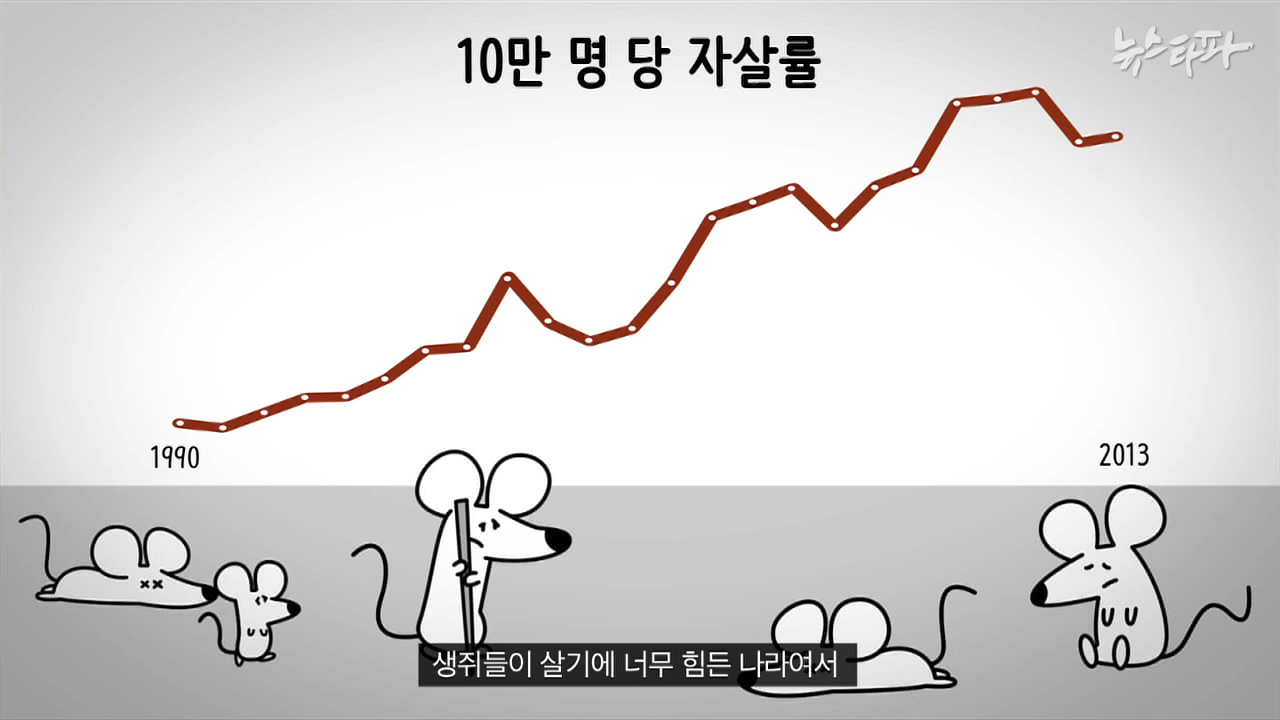 10만 명 당 자살률
뉴스타파
1990
2013
생쥐들이 살기에 너무 힘든 나라여서